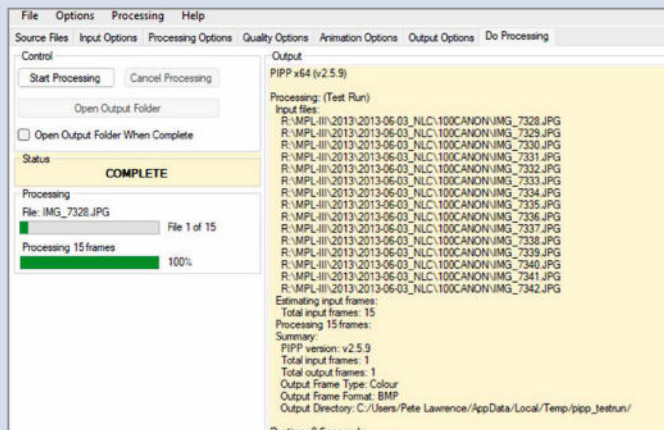 File Options Processing Help
Source Files Input Options Processing Options Quality Options Animation Options Output Options Do Processing
Control
Start Processing Cancel Processing
Open Output Folder
Open Output Folder When Complete
Status
COMPLETE
Processing
File: IMG_7328.JPG
File 1 of 15
Processing 15 frames
100%
Output
PIPP x64 (v2.5.9)
Processing: (Test Run)
Input files:
R:\MPL-III\2013\2013-06-03_NLC\100CANON\IMG_7328.JPG
R:\MPL-III\2013\2013-06-03_NLC\100CANON\IMG_7329.JPG
R:\MPL-III\2013\2013-06-03_NLC\100CANON\IMG_7330.JPG
R:\MPL-III\2013\2013-06-03_NLC\100CANON\IMG_7331.JPG
R:\MPL-III\2013\2013-06-03_NLC\100CANON\IMG_7332.JPG
R:\MPL-III\2013\2013-06-03_NLC\100CANON\IMG_7333.JPG
R:\MPL-III\2013\2013-06-03_NLC\100CANON\IMG_7334.JPG
R:\MPL-III\2013\2013-06-03_NLC\100CANON\IMG_7335.JPG
R:\MPL-III\2013\2013-06-03_NLC\100CANON\IMG_7336.JPG
R:\MPL-III\2013\2013-06-03_NLC\100CANON\IMG_7337.JPG
R:\MPL-III\2013\2013-06-03_NLC\100CANON\IMG_7338.JPG
R:\MPL-III\2013\2013-06-03_NLC\100CANON\IMG_7339.JPG
R:\MPL-III\2013\2013-06-03_NLC\100CANON\IMG_7340.JPG
R:\MPL-III\2013\2013-06-03_NLC\100CANON\IMG_7341.JPG
R:\MPL-III\2013\2013-06-03_NLC\100CANON\IMG_7342.JPG
Estimating input frames:
Total input frames: 15
Processing 15 frames:
Summary:
PIPP version: v2.5.9
Total input frames: 1
Total output frames: 1
Output Frame Type: Colour
Output Frame Format: BMP
Output Directory: C:/Users/Pete Lawrence/AppData/Local/Temp/pipp_testrun/